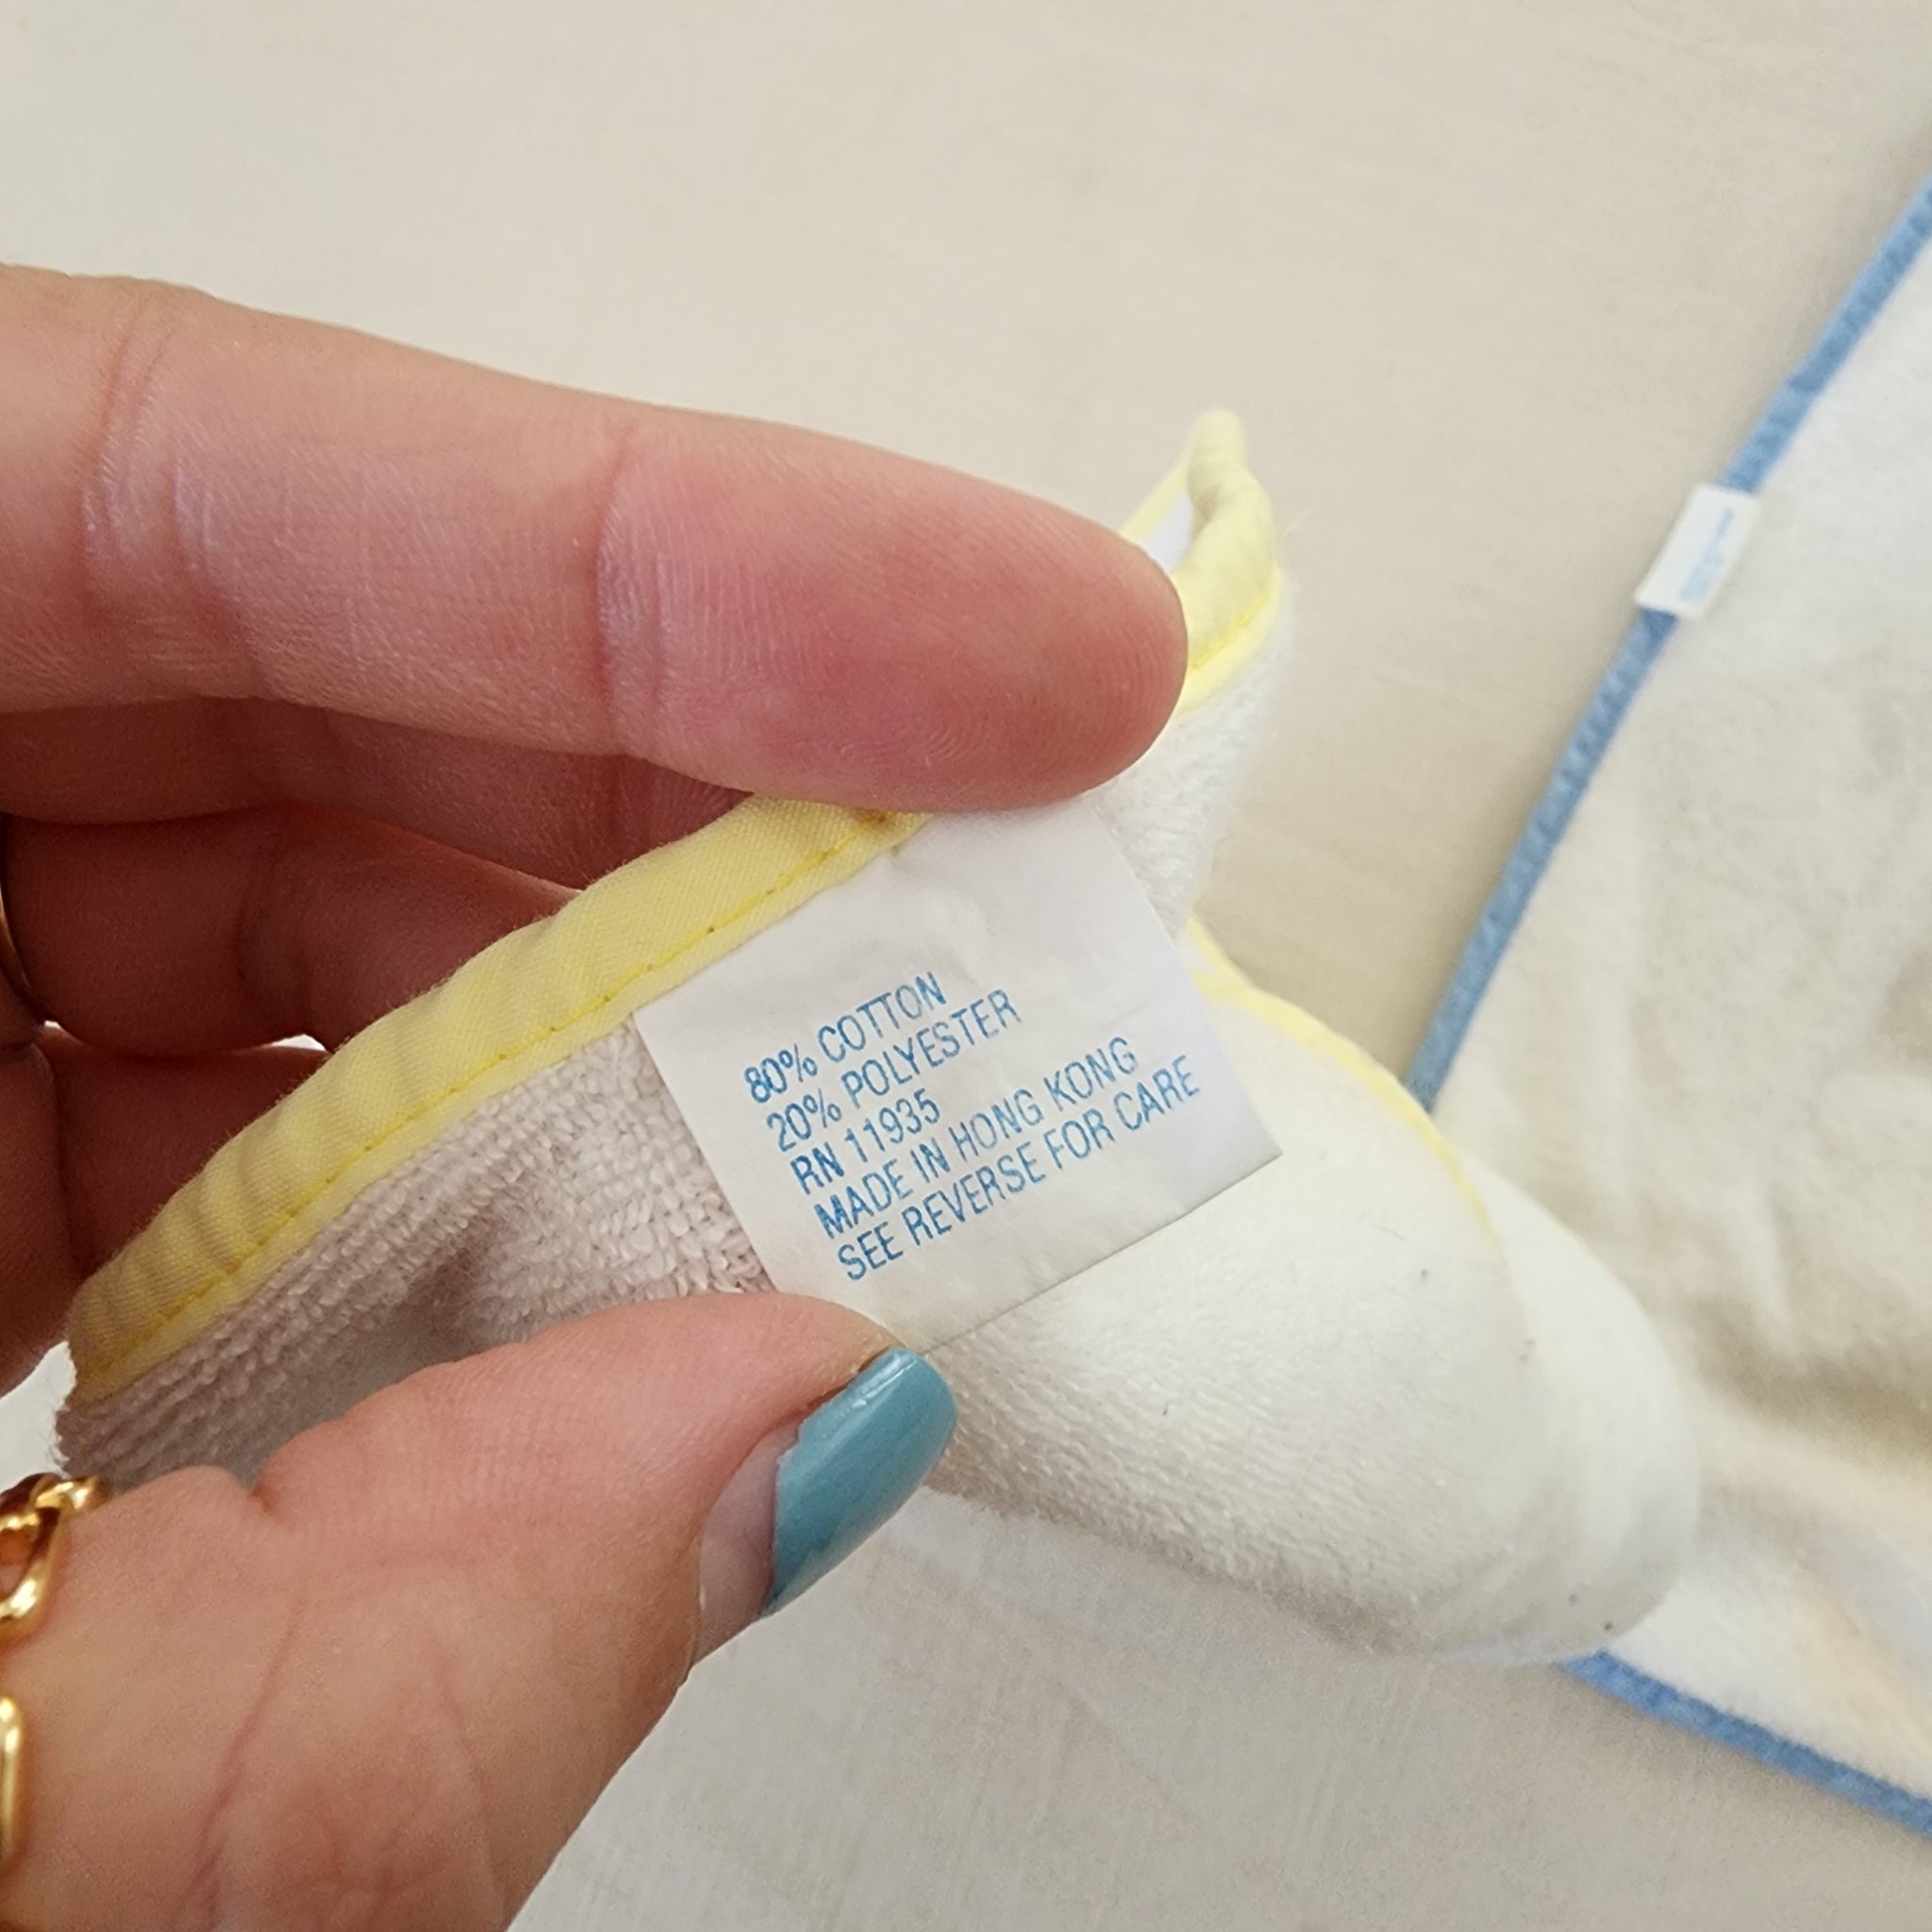 80% COTTON
20% POLYESTER
RN 11935
MADE IN HONG KONG
SEE REVERSE FOR CARE